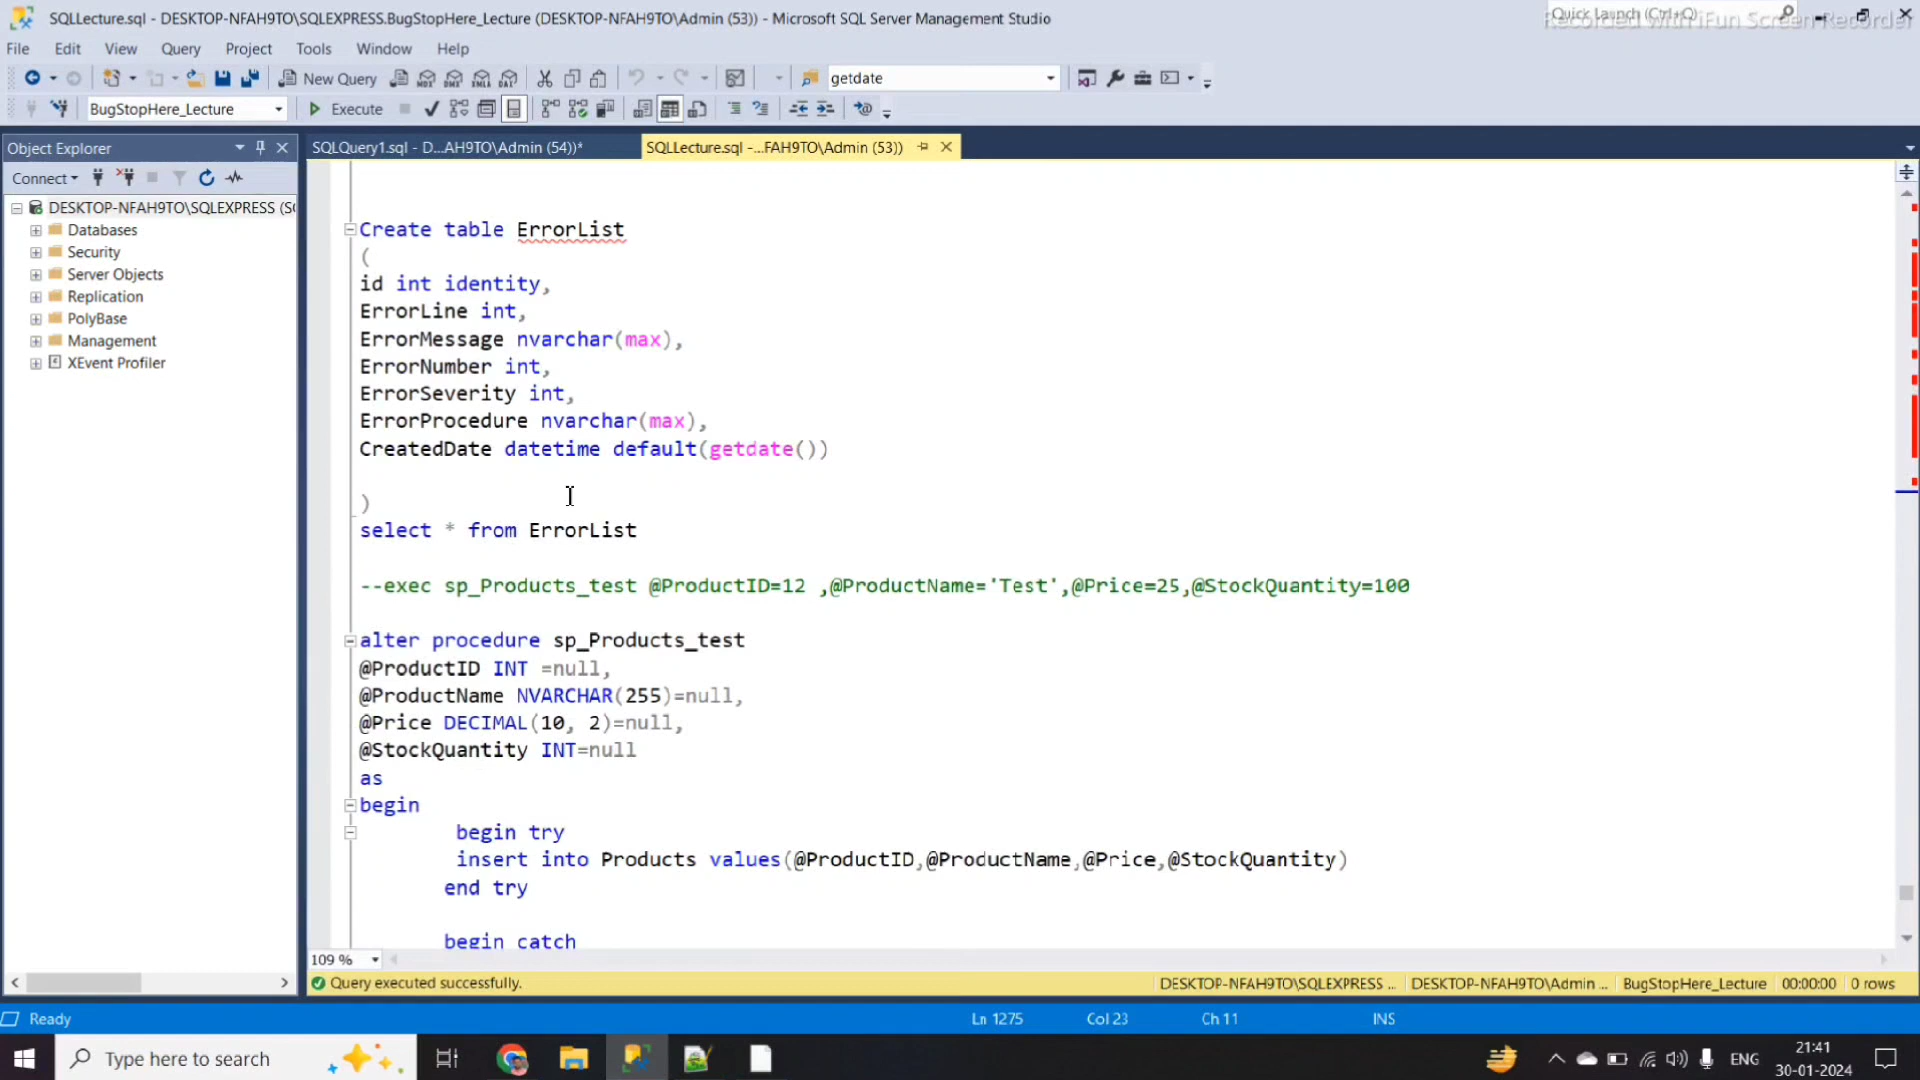 SQLLecture.sql - DESKTOP-NFAH9TO\SQLEXPRESS.BugStopHere_Lecture (DESKTOP-NFAH9TO\Admin (53)) - Microsoft SQL Server Management Studio
Quick Launch (Ctrl+Q)
Recorded with iFun Screen Recorder
File Edit View Query Project Tools Window Help
New Query
getdate
BugStopHere_Lecture
Execute
Object Explorer
SQLQuery1.sql - D...AH9TO\Admin (54))*
SQLLecture.sql -...FAH9TO\Admin (53))
Connect
DESKTOP-NFAH9TO\SQLEXPRESS (S
Databases
Security
Server Objects
Replication
PolyBase
Management
XEvent Profiler
Create table ErrorList
(
id int identity,
ErrorLine int,
ErrorMessage nvarchar(max),
ErrorNumber int,
ErrorSeverity int,
ErrorProcedure nvarchar(max),
CreatedDate datetime default(getdate())
)
select * from ErrorList
--exec sp_Products_test @ProductID=12 ,@ProductName='Test',@Price=25,@StockQuantity=100
alter procedure sp_Products_test
@ProductID INT =null,
@ProductName NVARCHAR(255)=null,
@Price DECIMAL(10, 2)=null,
@StockQuantity INT=null
as
begin
begin try
insert into Products values(@ProductID,@ProductName,@Price,@StockQuantity)
end try
begin catch
109 %
Query executed successfully.
DESKTOP-NFAH9TO\SQLEXPRESS ...
DESKTOP-NFAH9TO\Admin ...
BugStopHere_Lecture
00:00:00
0 rows
Ready
Ln 1275
Col 23
Ch 11
INS
Type here to search
ENG
21:41
30-01-2024